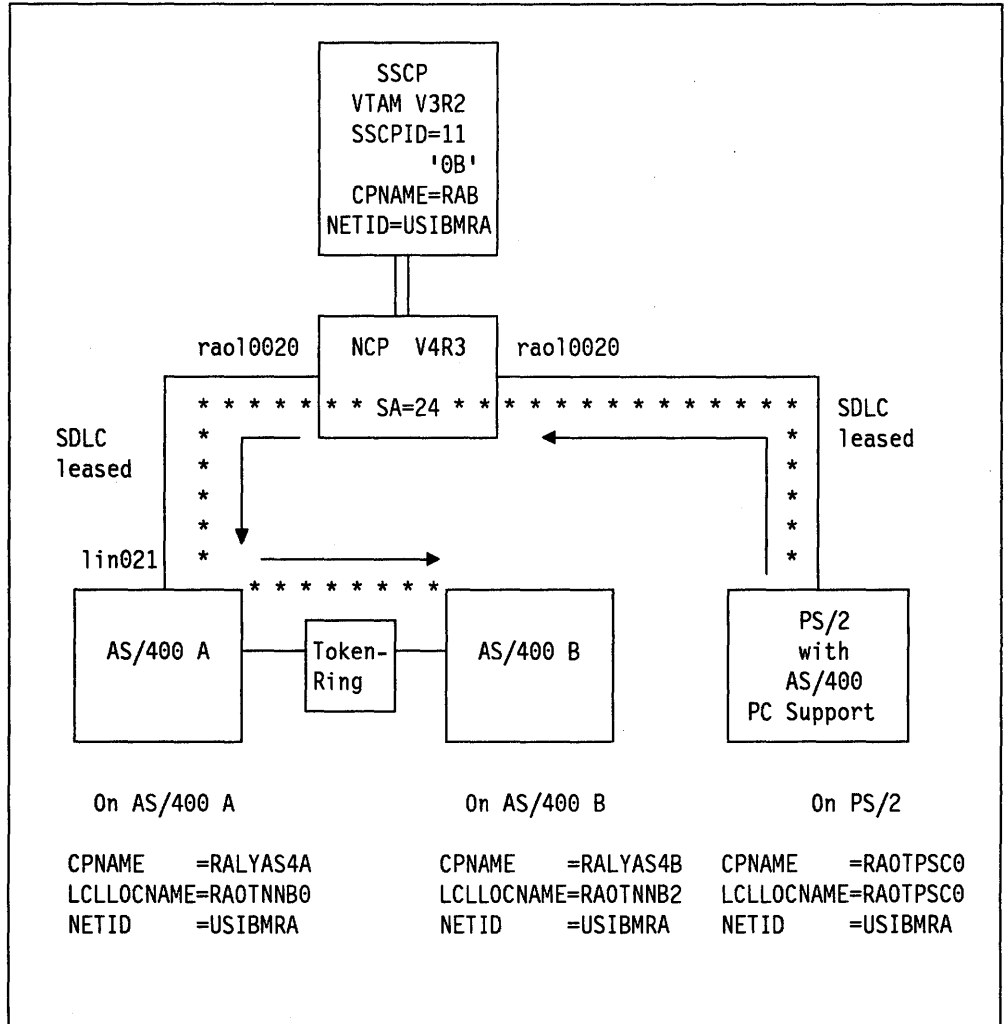 SSCP
VTAM V3R2
SSCPID=11
'0B'
CPNAME=RAB
NETID=USIBMRA
rao10020 NCP V4R3 rao10020
* * * * * * * SA=24 * * * * * * * * * * * * *
SDLC
leased
SDLC
leased
lin021
* * * * * * * *
AS/400 A
Token-
Ring
AS/400 B
PS/2
with
AS/400
PC Support
On AS/400 A On AS/400 B On PS/2
CPNAME =RALYAS4A CPNAME =RALYAS4B CPNAME =RAOTPSC0
LCLLOCNAME=RAOTNNB0 LCLLOCNAME=RAOTNNB2 LCLLOCNAME=RAOTPSC0
NETID =USIBMRA NETID =USIBMRA NETID =USIBMRA